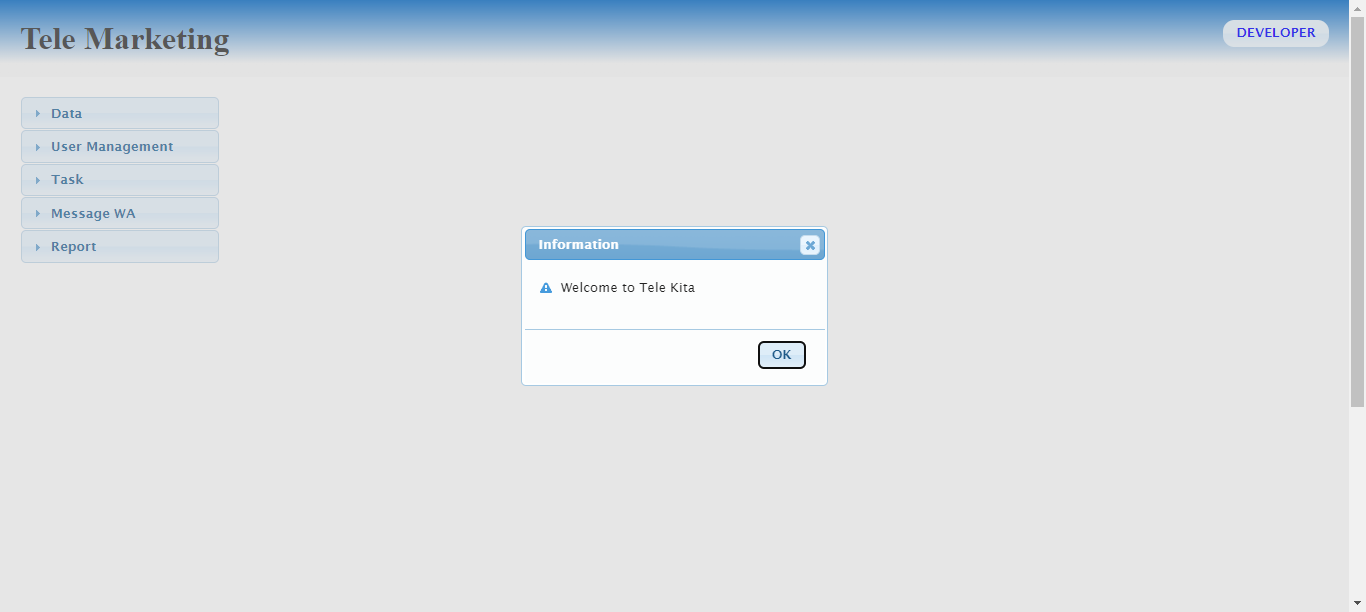 Tele Marketing
DEVELOPER
Data
User Management
Task
Message WA
Report
Information
Welcome to Tele Kita
OK